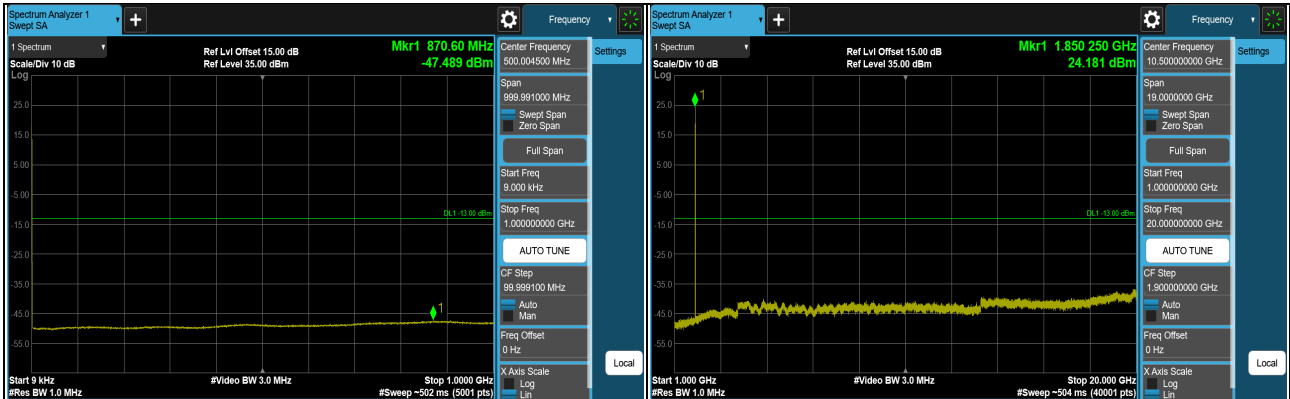 Spectrum Analyzer 1
Swept SA
+
Frequency
1 Spectrum
Scale/Div 10 dB
Log
Ref Lvl Offset 15.00 dB
Ref Level 35.00 dBm
Mkr1 870.60 MHz
-47.489 dBm
25.0
15.0
5.00
-5.00
-15.0
-25.0
-35.0
-45.0
-55.0
DL1 -13.00 dBm
1
Start 9 kHz
#Res BW 1.0 MHz
#Video BW 3.0 MHz
Stop 1.0000 GHz
#Sweep ~502 ms (5001 pts)
Center Frequency
500.004500 MHz
Span
999.991000 MHz
Swept Span
Zero Span
Full Span
Start Freq
9.000 kHz
Stop Freq
1.000000000 GHz
AUTO TUNE
CF Step
99.999100 MHz
Auto
Man
Freq Offset
0 Hz
X Axis Scale
Log
Lin
Settings
Local
Spectrum Analyzer 1
Swept SA
+
Frequency
1 Spectrum
Scale/Div 10 dB
Log
Ref Lvl Offset 15.00 dB
Ref Level 35.00 dBm
Mkr1 1.850 250 GHz
24.181 dBm
1
25.0
15.0
5.00
-5.00
-15.0
-25.0
-35.0
-45.0
-55.0
DL1 -13.00 dBm
Start 1.000 GHz
#Res BW 1.0 MHz
#Video BW 3.0 MHz
Stop 20.000 GHz
#Sweep ~504 ms (40001 pts)
Center Frequency
10.500000000 GHz
Span
19.0000000 GHz
Swept Span
Zero Span
Full Span
Start Freq
1.000000000 GHz
Stop Freq
20.000000000 GHz
AUTO TUNE
CF Step
1.900000000 GHz
Auto
Man
Freq Offset
0 Hz
X Axis Scale
Log
Lin
Settings
Local